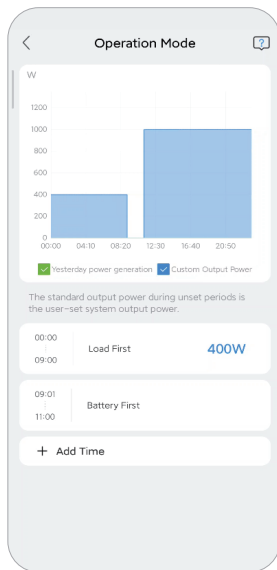 Operation Mode
?
W
1200
1000
800
600
400
200
0
00:00 04:10 08:20 12:30 16:40 20:50
Yesterday power generation Custom Output Power
The standard output power during unset periods is
the user-set system output power.
00:00
Load First 400W
09:00
09:01
Battery First
11:00
+ Add Time